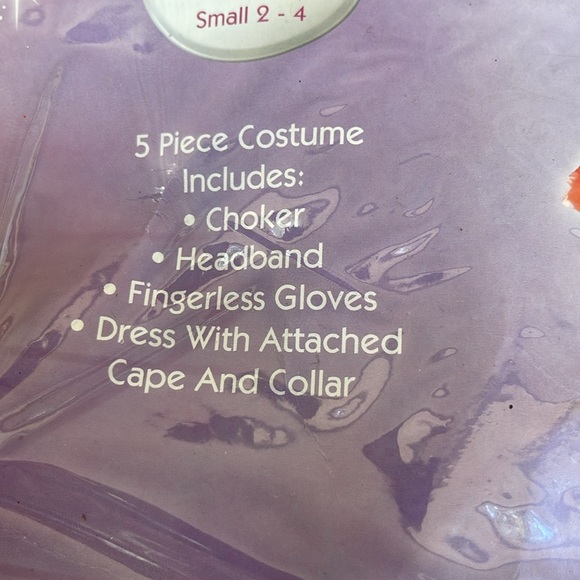 Small 2 - 4
5 Piece Costume
Includes:
• Choker
• Headband
• Fingerless Gloves
• Dress With Attached
Cape And Collar